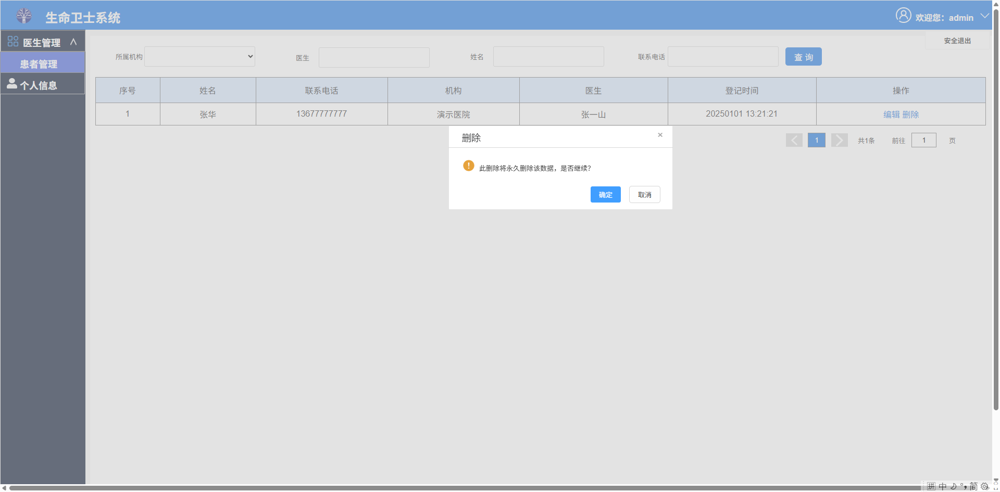 生命卫士系统
欢迎您：admin
安全退出
医生管理
患者管理
个人信息
所属机构 医生 姓名 联系电话 查 询
序号 姓名 联系电话 机构 医生 登记时间 操作
1 张华 13677777777 演示医院 张一山 20250101 13:21:21 编辑 删除
1 共1条 前往 1 页
删除 ×
! 此删除将永久删除该数据，是否继续？
确定 取消
拼 中 简